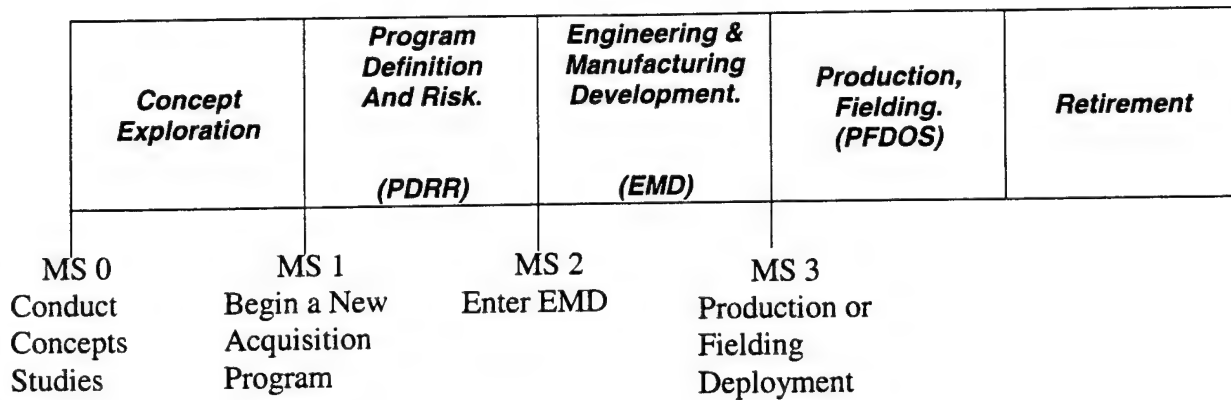 Concept
Exploration
Program
Definition
And Risk.
(PDRR)
Engineering &
Manufacturing
Development.
(EMD)
Production,
Fielding.
(PFDOS)
Retirement
MS 0
Conduct
Concepts
Studies
MS 1
Begin a New
Acquisition
Program
MS 2
Enter EMD
MS 3
Production or
Fielding
Deployment